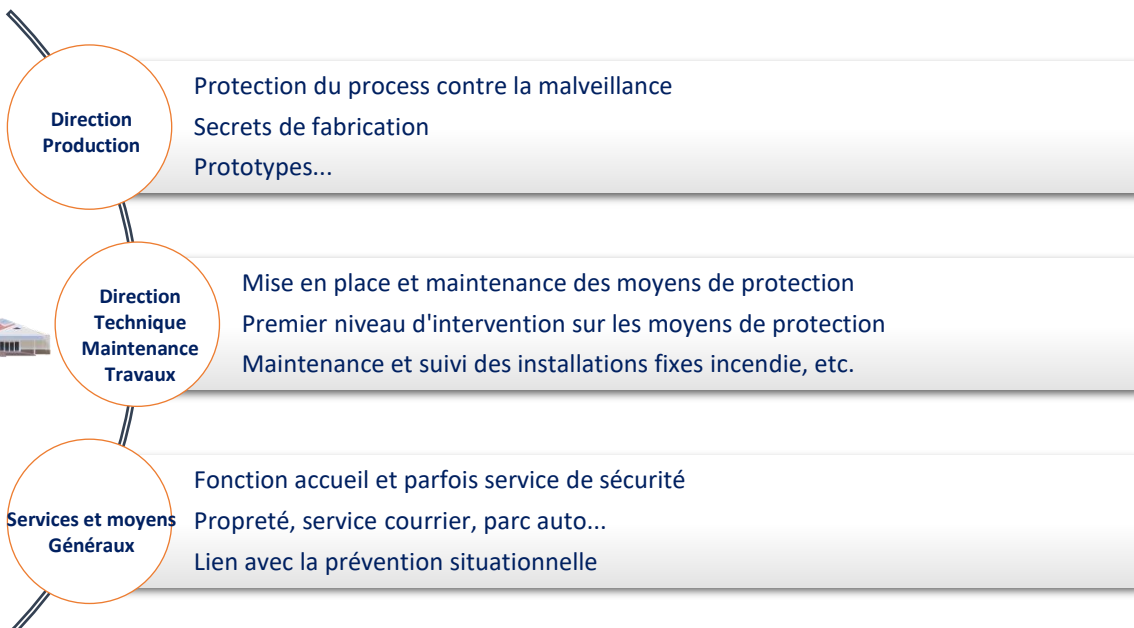 Direction
Production
Protection du process contre la malveillance
Secrets de fabrication
Prototypes...
Direction
Technique
Maintenance
Travaux
Mise en place et maintenance des moyens de protection
Premier niveau d'intervention sur les moyens de protection
Maintenance et suivi des installations fixes incendie, etc.
Services et moyens
Généraux
Fonction accueil et parfois service de sécurité
Propreté, service courrier, parc auto...
Lien avec la prévention situationnelle